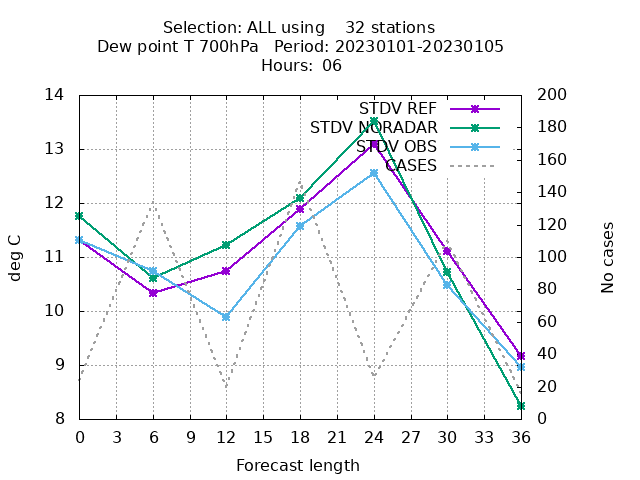 Selection: ALL using    32 stations
Dew point T 700hPa   Period: 20230101-20230105
Hours: 06
14
13
12
11
10
9
8
deg C
200
180
160
140
120
100
80
60
40
20
0
No cases
STDV REF
STDV NORADAR
STDV OBS
CASES
0 3 6 9 12 15 18 21 24 27 30 33 36
Forecast length